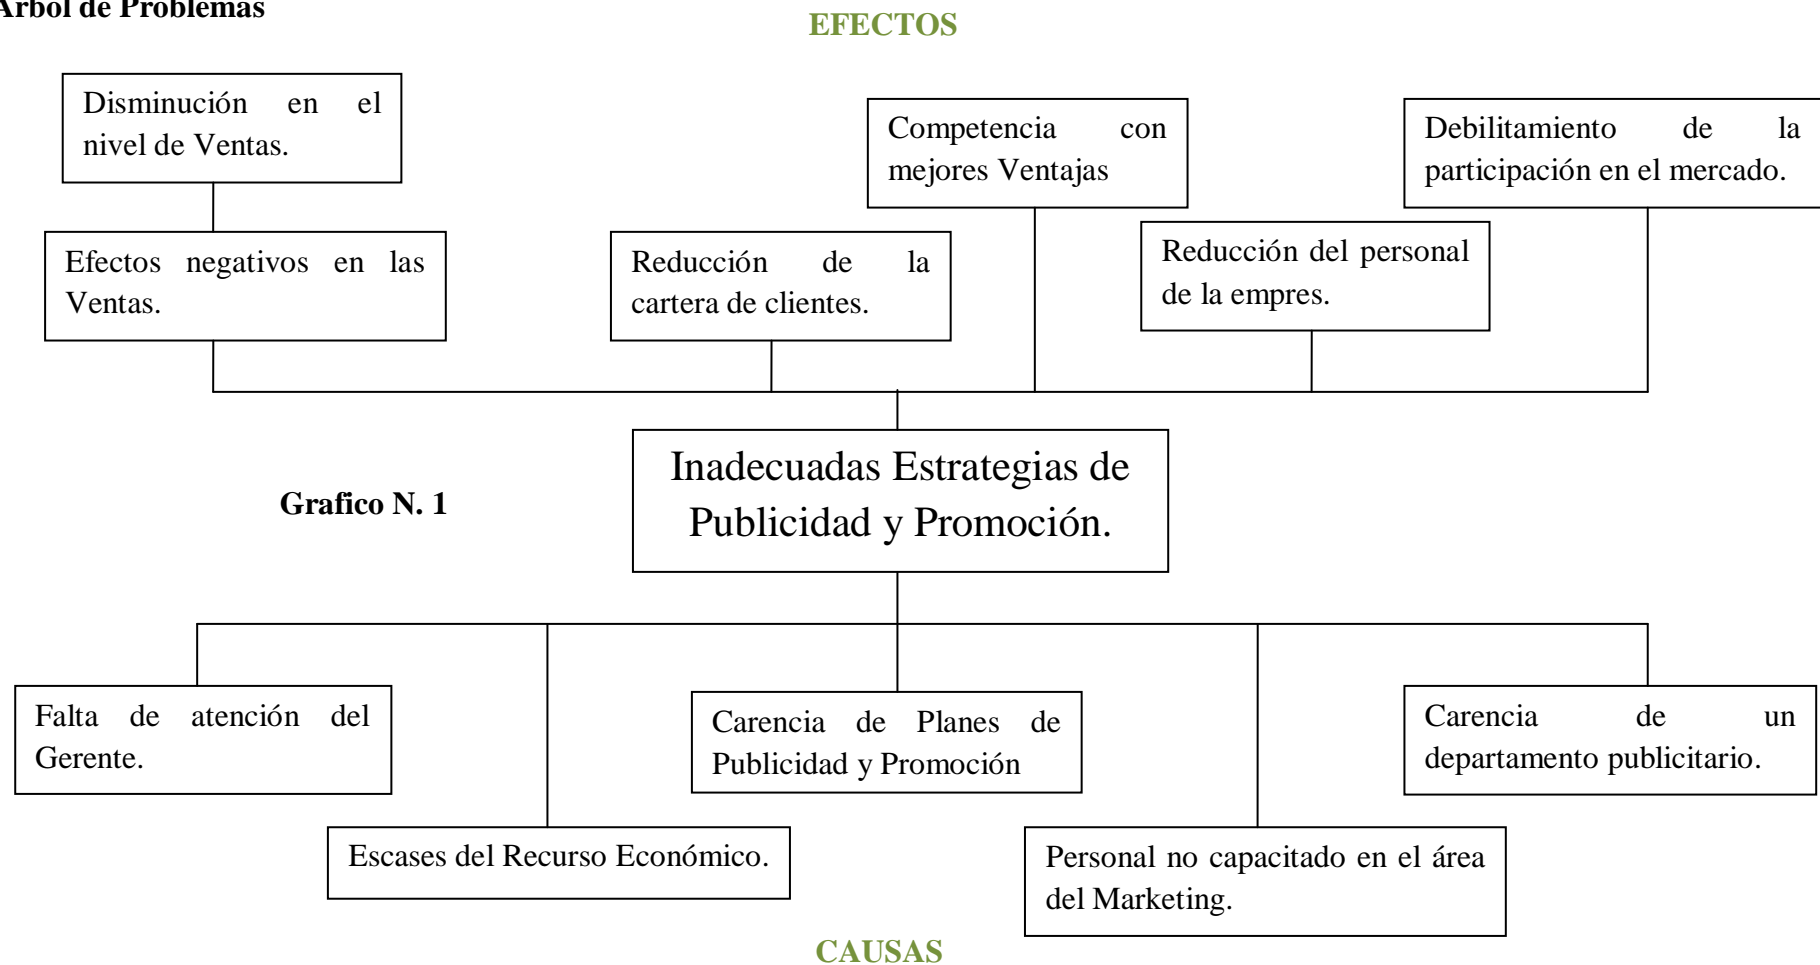 Arbol de Problemas
EFECTOS
Disminución en el
nivel de Ventas.
Competencia con
mejores Ventajas
Debilitamiento de la
participación en el mercado.
Efectos negativos en las
Ventas.
Reducción de la
cartera de clientes.
Reducción del personal
de la empres.
Inadecuadas Estrategias de
Publicidad y Promoción.
Grafico N. 1
Falta de atención del
Gerente.
Carencia de Planes de
Publicidad y Promoción
Carencia de un
departamento publicitario.
Escases del Recurso Económico.
Personal no capacitado en el área
del Marketing.
CAUSAS